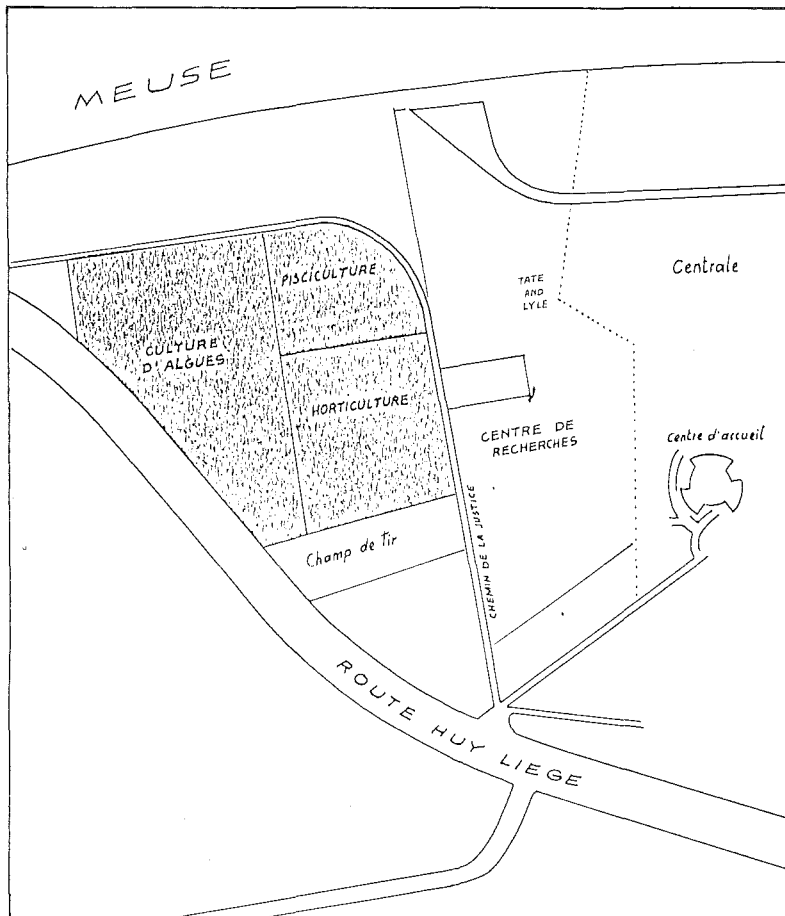 MEUSE
PISCICULTURE
TATE
AND
LYLE
Centrale
CULTURE
D'ALGUES
HORTICULTURE
CENTRE DE
RECHERCHES
Centre d'accueil
Champ de tir
CHEMIN DE LA JUSTICE
ROUTE HUY LIEGE